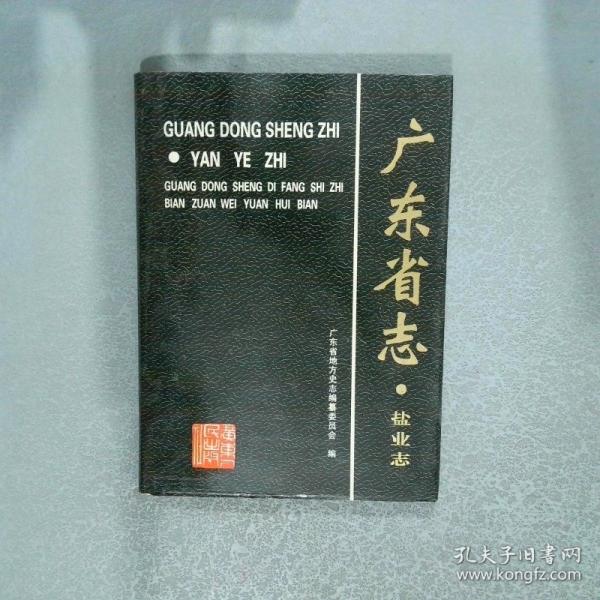 GUANG DONG SHENG ZHI
• YAN YE ZHI
GUANG DONG SHENG DI FANG SHI ZHI
BIAN ZUAN WEI YUAN HUI BIAN
广东省志·盐业志
广东省地方史志编纂委员会 编
孔夫子旧书网
www.kongfz.com